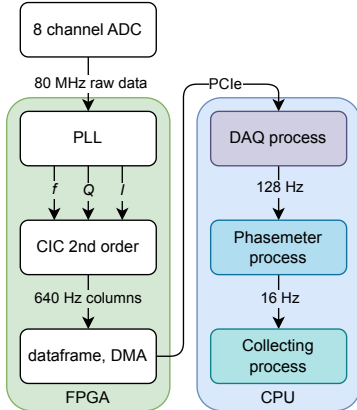 8 channel ADC
80 MHz raw data
PLL
f Q I
CIC 2nd order
640 Hz columns
dataframe, DMA
FPGA
PCIe
DAQ process
128 Hz
Phasemeter
process
16 Hz
Collecting
process
CPU